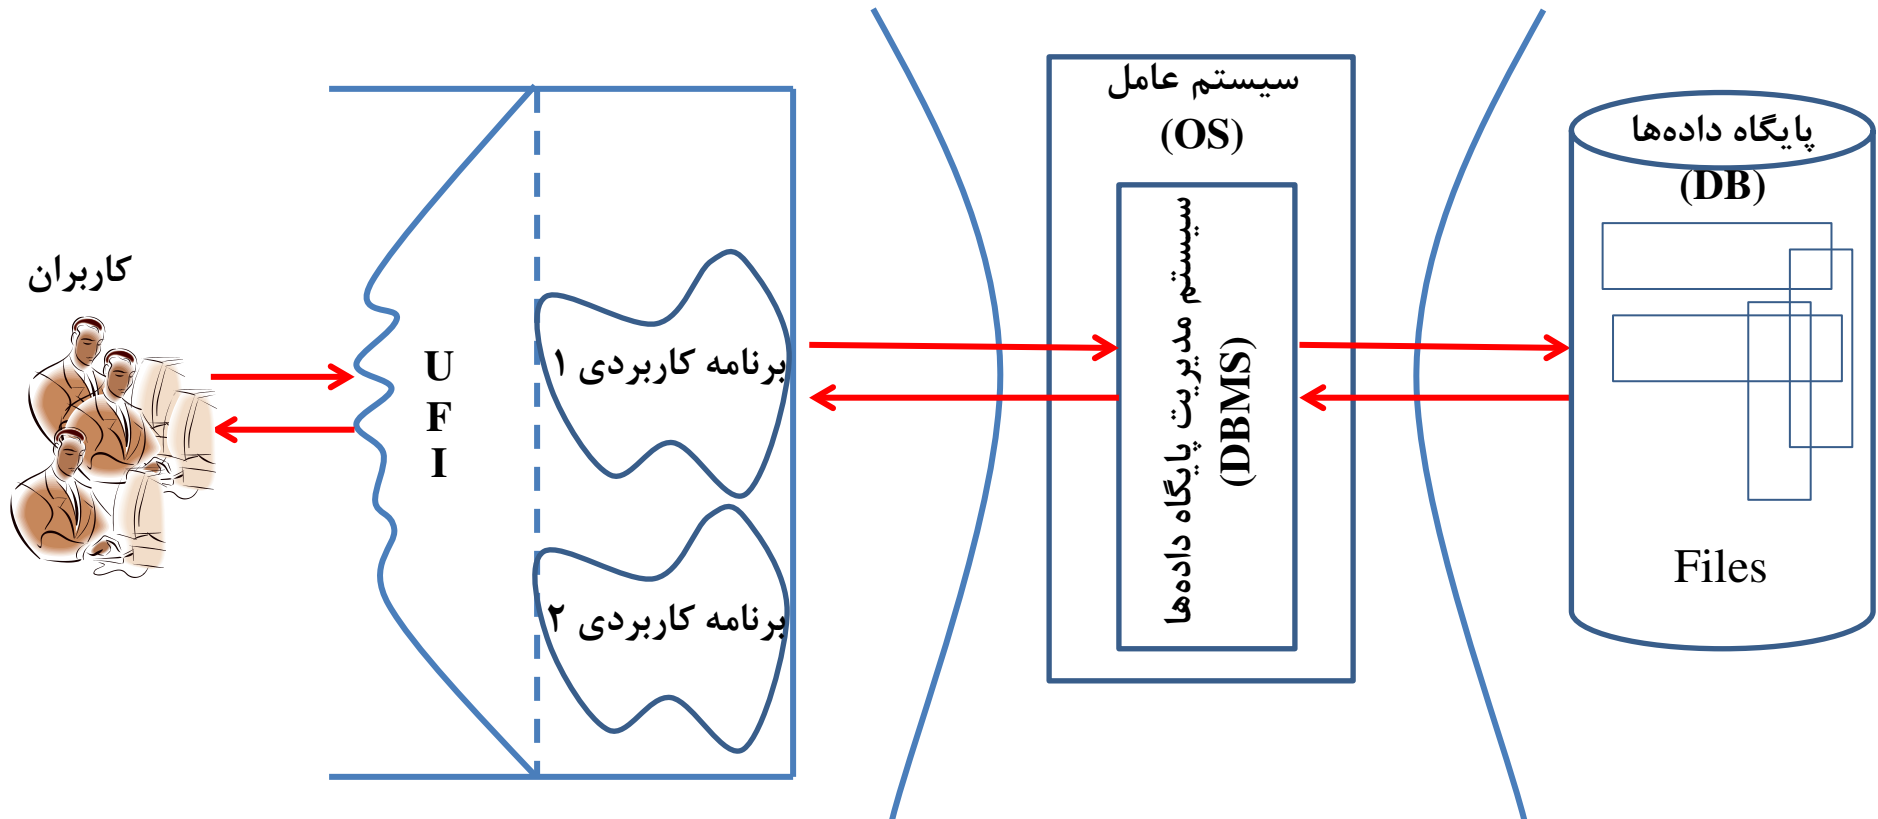 کاربران
U
F
I
برنامه کاربردی ۱
برنامه کاربردی ۲
سیستم عامل
(OS)
سیستم مدیریت پایگاه داده‌ها
(DBMS)
پایگاه داده‌ها
(DB)
Files